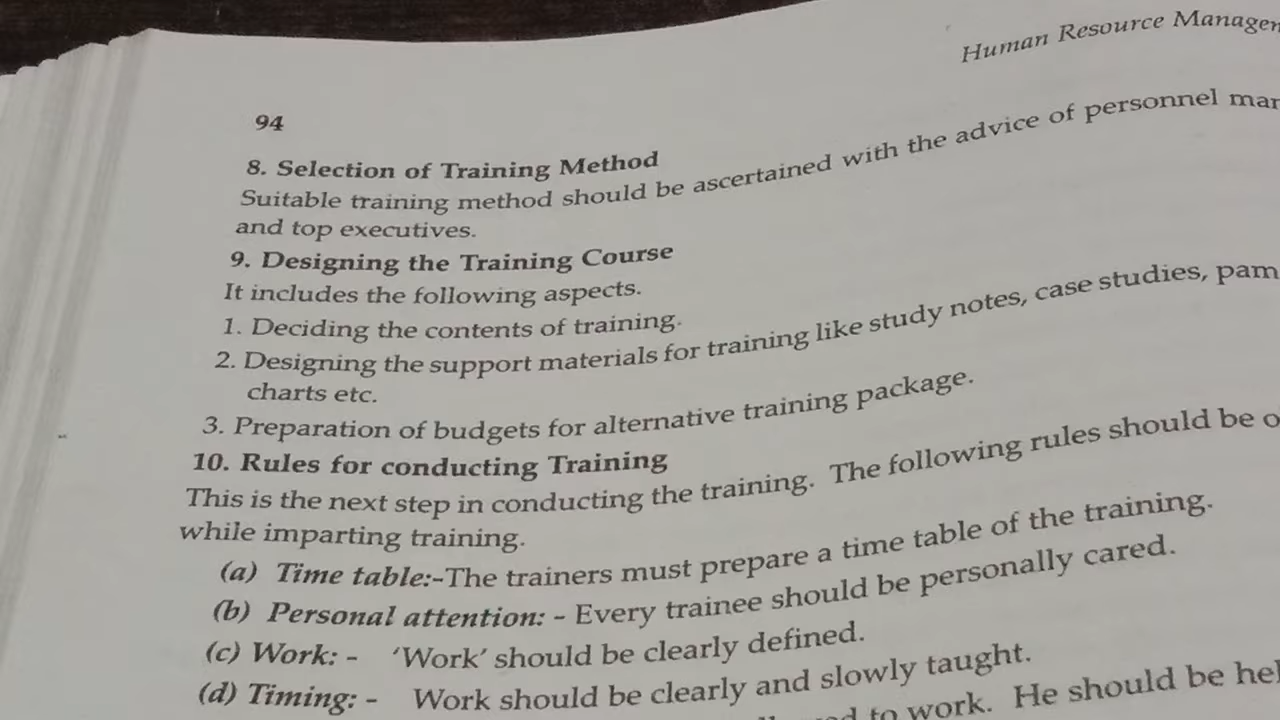 Human Resource
94
8. Selection of Training Method
Suitable training method should be ascertained with the advice of personnel
and top executives.
9. Designing the Training Course
It includes the following aspects.
1. Deciding the contents of training.
2. Designing the support materials for training like study notes, case studies,
charts etc.
3. Preparation of budgets for alternative training package.
10. Rules for conducting Training
This is the next step in conducting the training. The following rules should be
while imparting training.
(a) Time table:-The trainers must prepare a time table of the training.
(b) Personal attention: - Every trainee should be personally cared.
(c) Work: - 'Work' should be clearly defined.
(d) Timing: - Work should be clearly and slowly taught.
to work. He should be